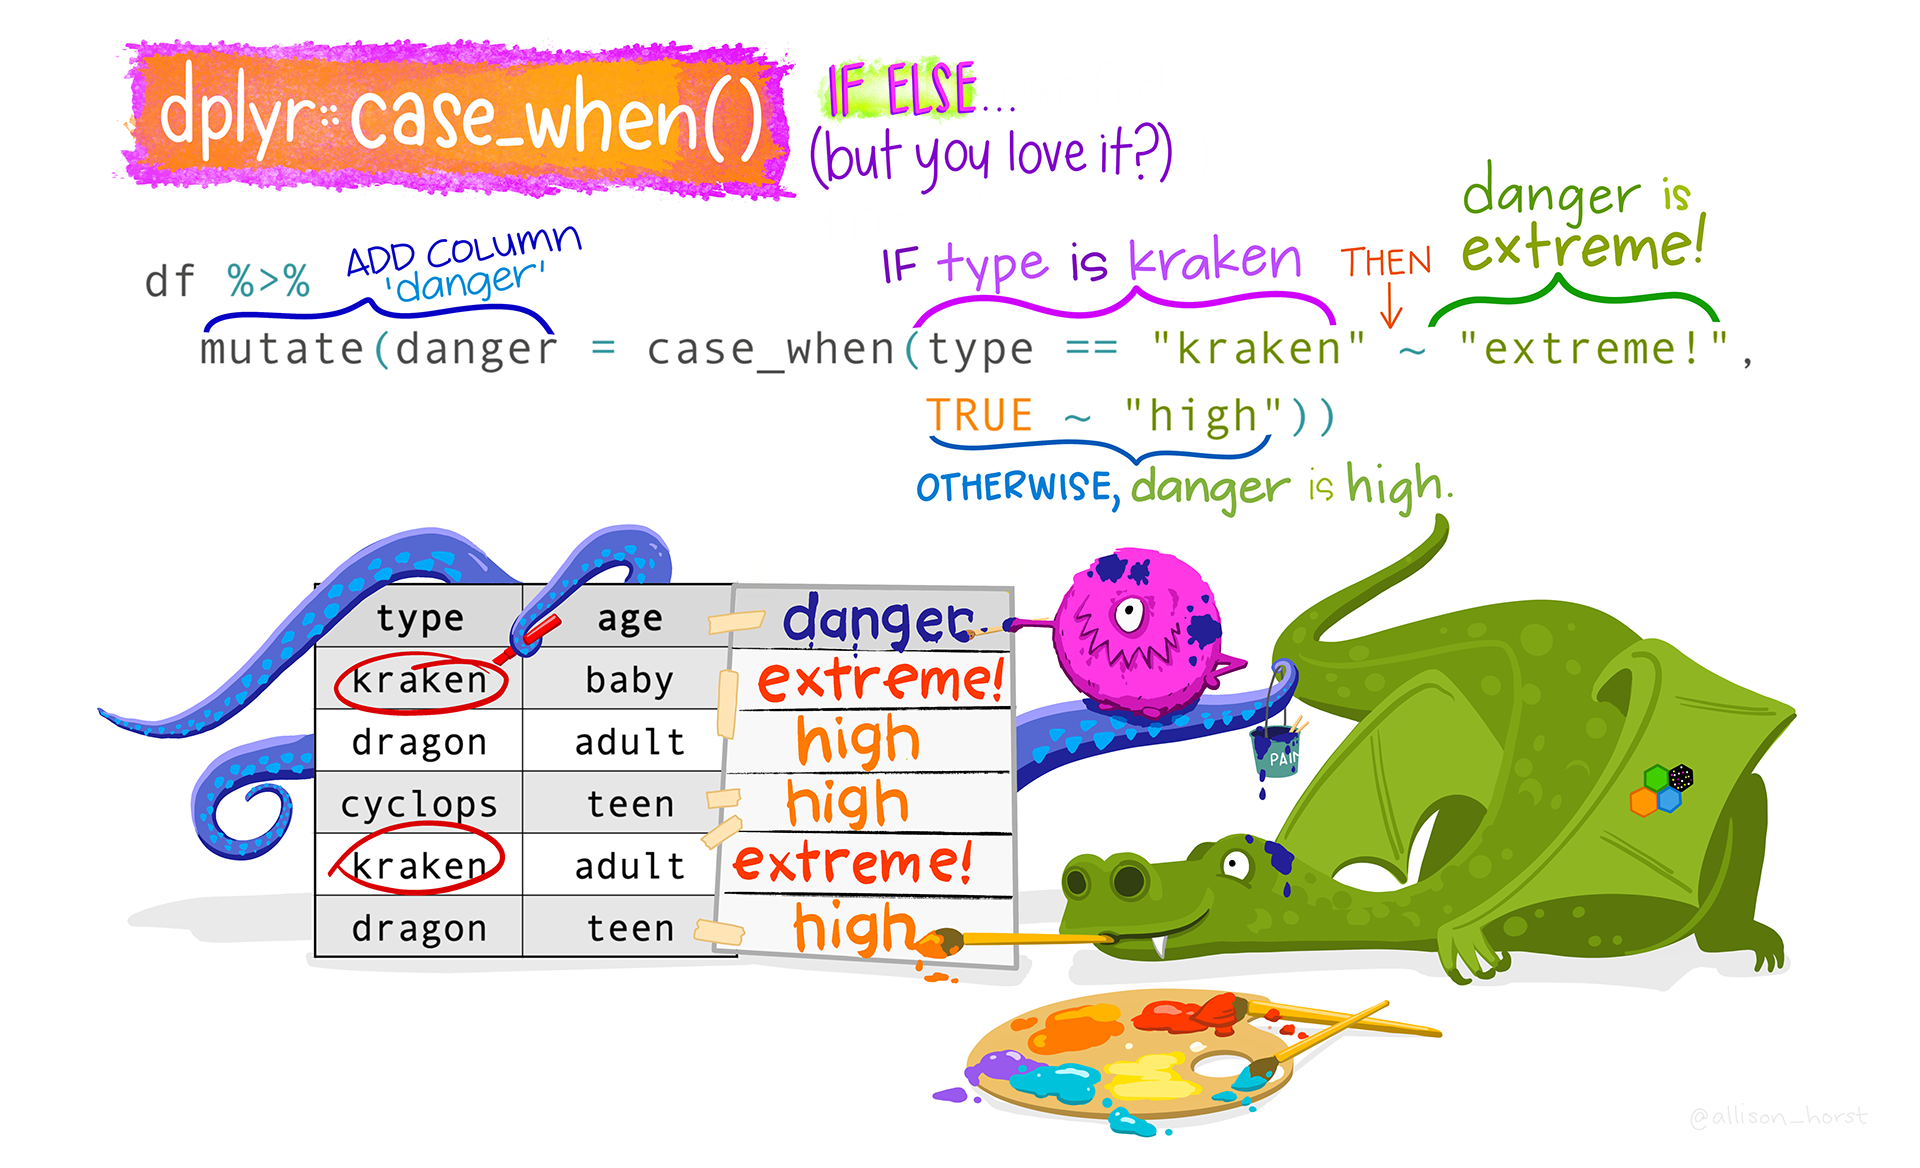 dplyr::case_when()
IF ELSE...
(but you love it?)
danger is
extreme!
IF type is kraken
THEN
ADD COLUMN
'danger'
df %>%
mutate(danger = case_when(type == "kraken" ~ "extreme!",
TRUE ~ "high"))
OTHERWISE, danger is high.
type age danger
kraken baby extreme!
dragon adult high
cyclops teen high
kraken adult extreme!
dragon teen high
PAIN
@allison_horst